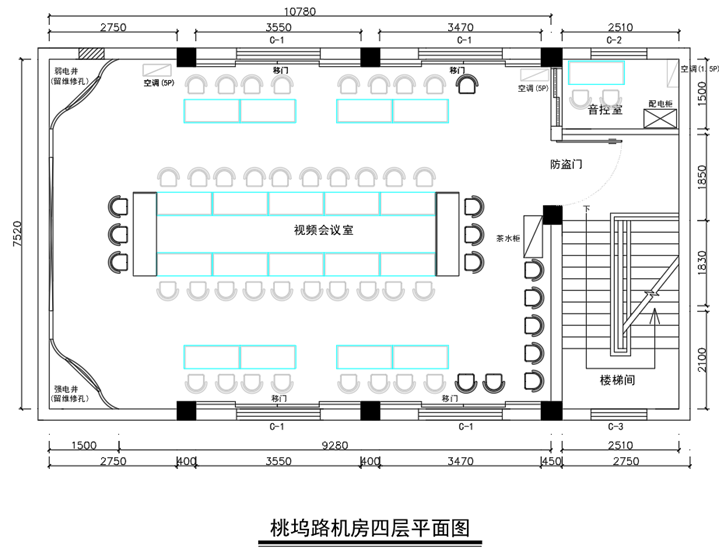 10780
2750 3550 3470 2510
C-1 C-1 C-2
弱电井
(留维修孔)
空调(5P)
移门
移门
空调(5P)
空调(1.5P)
音控室
配电柜
1500
防盗门
1850
7520
视频会议室
茶水柜
下
1830
2100
强电井
(留维修孔)
楼梯间
移门 移门
C-1 C-1 C-3
1500 9280 2510
2750 400 3550 400 3470 450 2750
桃坞路机房四层平面图